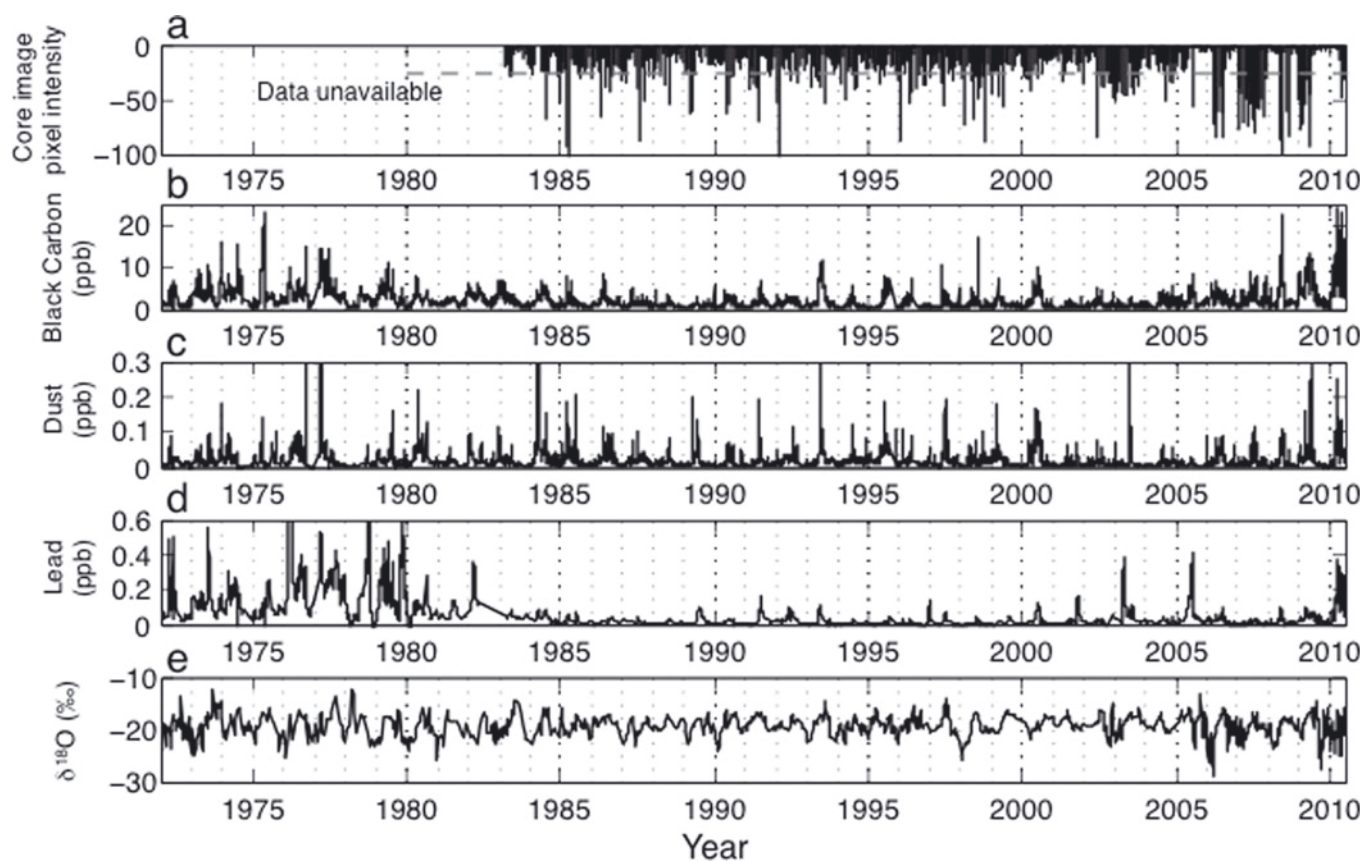 a
Core image
pixel intensity
0
−50
−100
Data unavailable
1975 1980 1985 1990 1995 2000 2005 2010
b
Black Carbon
(ppb)
20
10
0
1975 1980 1985 1990 1995 2000 2005 2010
c
Dust
(ppb)
0.3
0.2
0.1
0
1975 1980 1985 1990 1995 2000 2005 2010
d
Lead
(ppb)
0.6
0.4
0.2
0
1975 1980 1985 1990 1995 2000 2005 2010
e
δ ¹⁸O (‰)
−10
−20
−30
1975 1980 1985 1990 1995 2000 2005 2010
Year